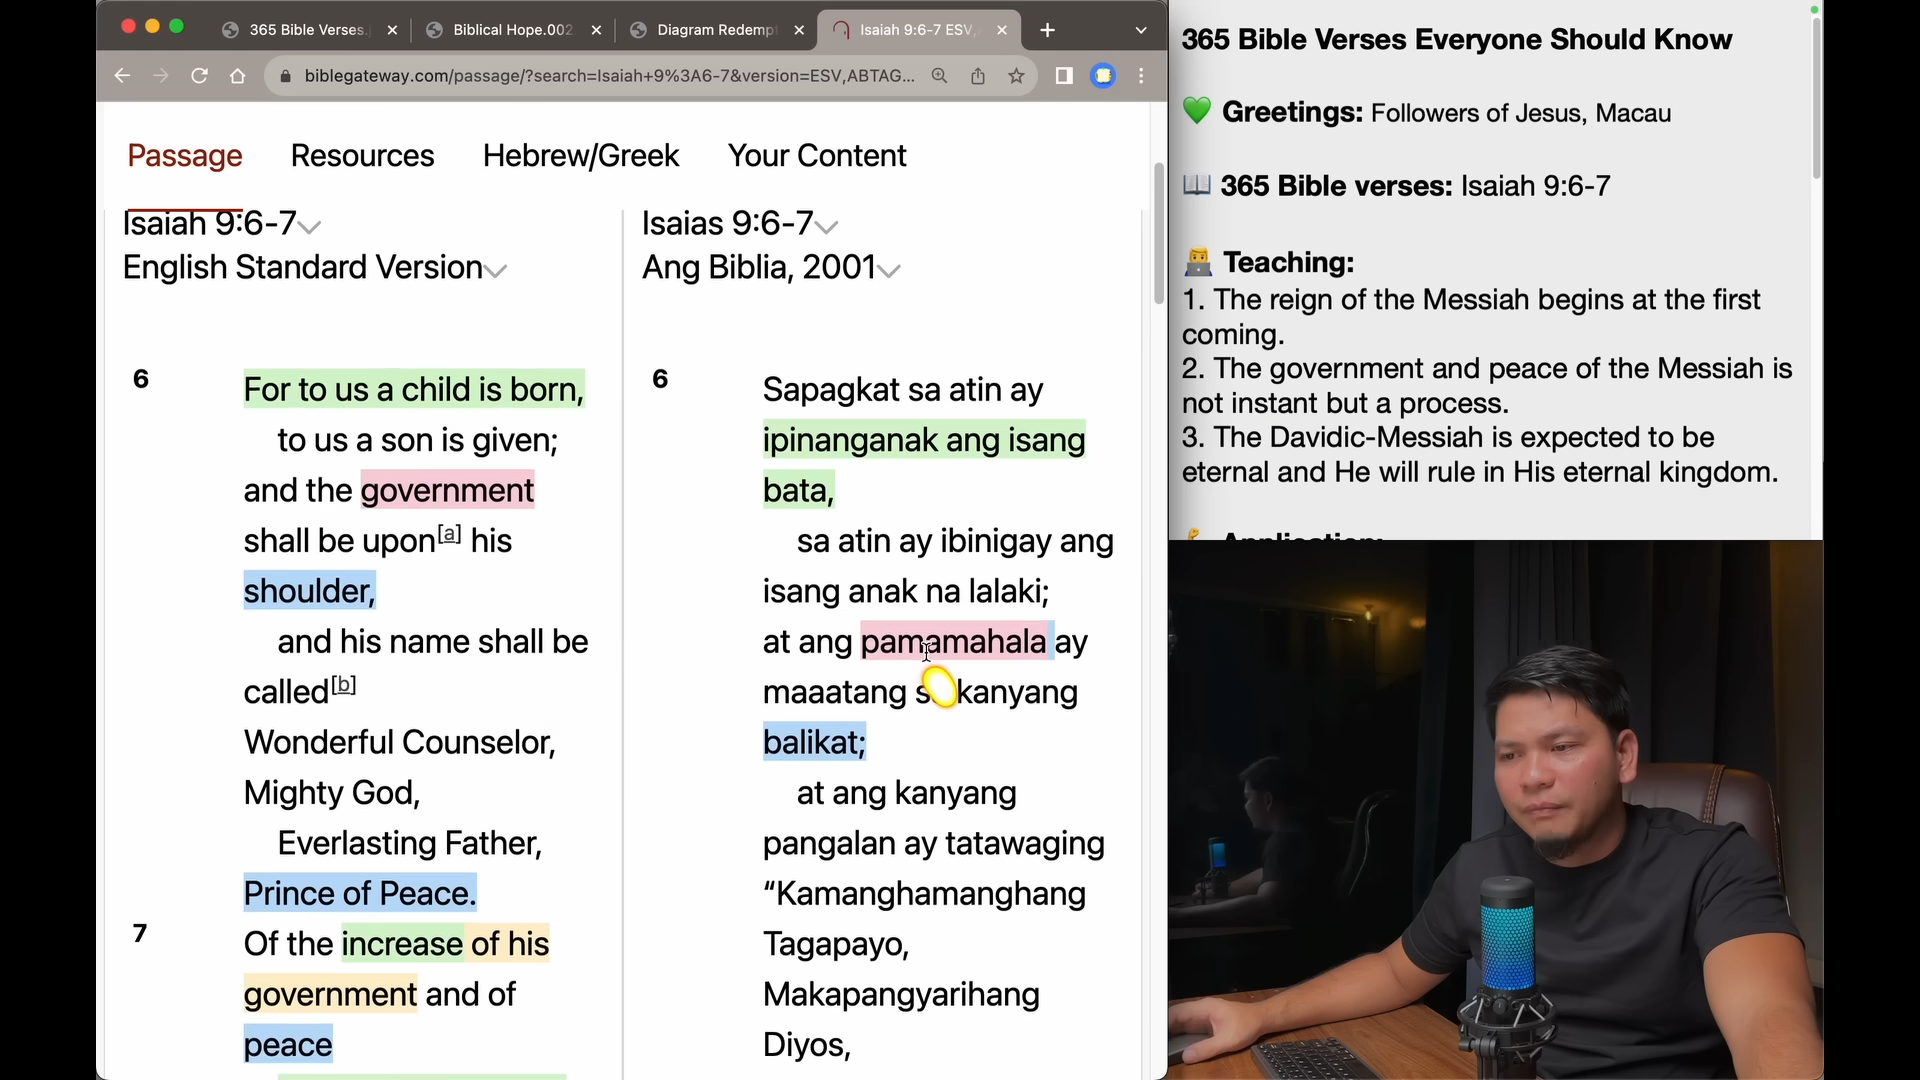 365 Bible Verses.
Biblical Hope.002
Diagram Redemp
Isaiah 9:6-7 ESV,
biblegateway.com/passage/?search=Isaiah+9%3A6-7&version=ESV,ABTAG...
Passage
Resources
Hebrew/Greek
Your Content
Isaiah 9:6-7
English Standard Version
6
For to us a child is born,
to us a son is given;
and the government
shall be upon[a] his
shoulder,
and his name shall be
called[b]
Wonderful Counselor,
Mighty God,
Everlasting Father,
Prince of Peace.
7
Of the increase of his
government and of
peace
Isaias 9:6-7
Ang Biblia, 2001
6
Sapagkat sa atin ay
ipinanganak ang isang
bata,
sa atin ay ibinigay ang
isang anak na lalaki;
at ang pamamahala ay
maaatang kanyang
balikat;
at ang kanyang
pangalan ay tatawaging
“Kamanghamanghang
Tagapayo,
Makapangyarihang
Diyos,
365 Bible Verses Everyone Should Know
💚 Greetings: Followers of Jesus, Macau
📖 365 Bible verses: Isaiah 9:6-7
👨‍💻 Teaching:
1. The reign of the Messiah begins at the first
coming.
2. The government and peace of the Messiah is
not instant but a process.
3. The Davidic-Messiah is expected to be
eternal and He will rule in His eternal kingdom.
Application: